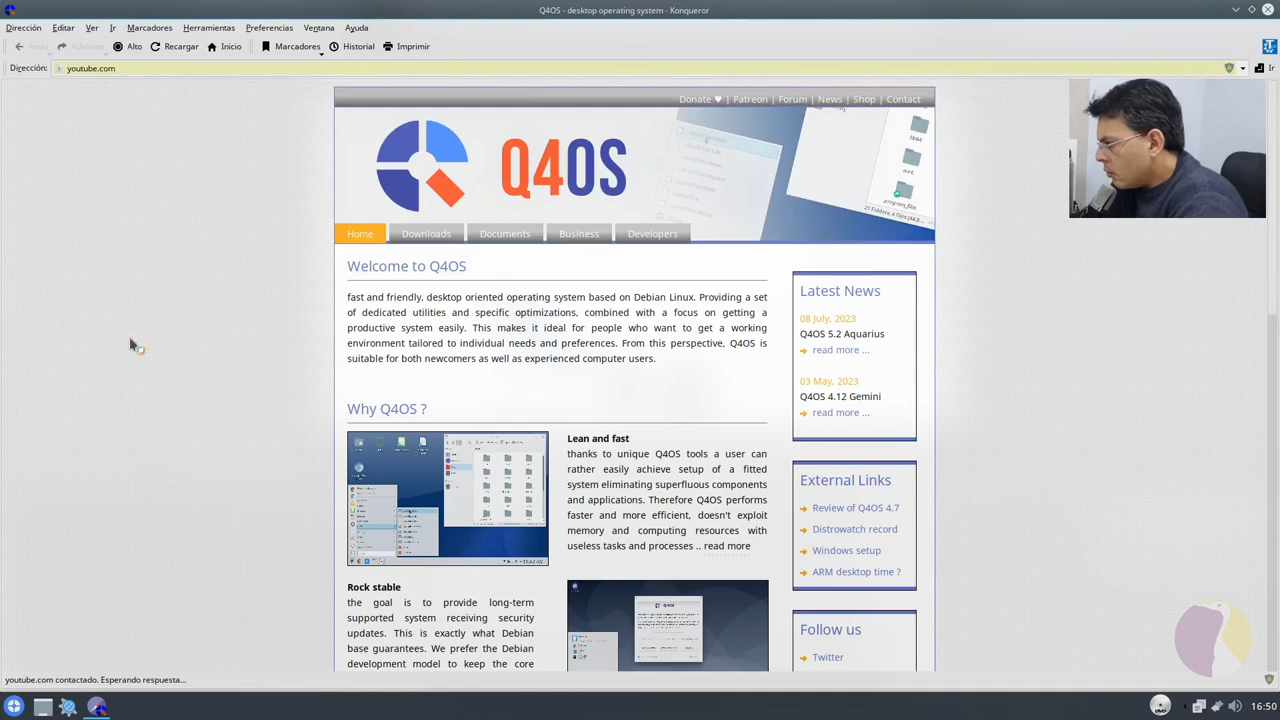 Q4OS - desktop operating system - Konqueror
Dirección Editar Ver Ir Marcadores Herramientas Preferencias Ventana Ayuda
Atrás Adelante Alto Recargar Inicio Marcadores Historial Imprimir
Dirección: youtube.com Ir
Donate ♥ | Patreon | Forum | News | Shop | Contact
Q4OS
Home Downloads Documents Business Developers
Welcome to Q4OS
fast and friendly, desktop oriented operating system based on Debian Linux. Providing a set
of dedicated utilities and specific optimizations, combined with a focus on getting a
productive system easily. This makes it ideal for people who want to get a working
environment tailored to individual needs and preferences. From this perspective, Q4OS is
suitable for both newcomers as well as experienced computer users.
Why Q4OS ?
Lean and fast
thanks to unique Q4OS tools a user can
rather easily achieve setup of a fitted
system eliminating superfluous components
and applications. Therefore Q4OS performs
faster and more efficient, doesn't exploit
memory and computing resources with
useless tasks and processes .. read more
Rock stable
the goal is to provide long-term
supported system receiving security
updates. This is exactly what Debian
base guarantees. We prefer the Debian
development model to keep the core
Latest News
08 July, 2023
Q4OS 5.2 Aquarius
read more ...
03 May, 2023
Q4OS 4.12 Gemini
read more ...
External Links
Review of Q4OS 4.7
Distrowatch record
Windows setup
ARM desktop time ?
Follow us
Twitter
youtube.com contactado. Esperando respuesta...
16:50